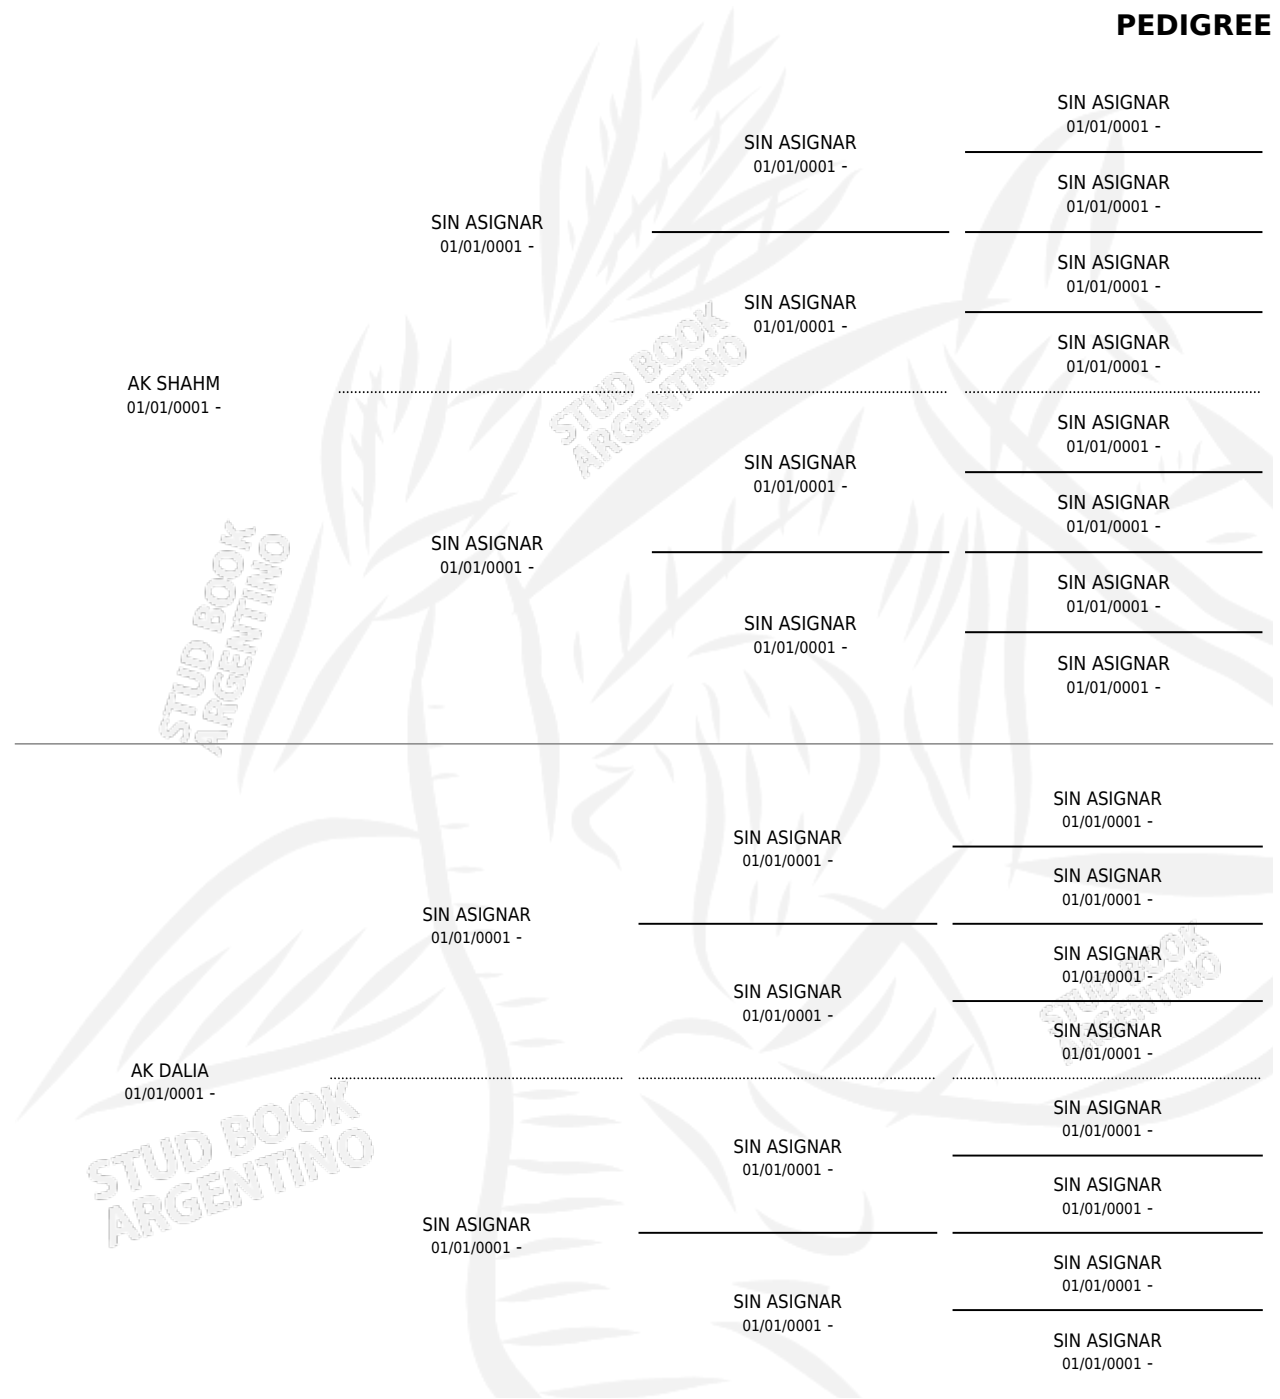 PEDIGREE
SIN ASIGNAR
01/01/0001 -
SIN ASIGNAR
01/01/0001 -
SIN ASIGNAR
01/01/0001 -
SIN ASIGNAR
01/01/0001 -
SIN ASIGNAR
01/01/0001 -
SIN ASIGNAR
01/01/0001 -
SIN ASIGNAR
01/01/0001 -
STUD BOOK
ARGENTINO
AK SHAHM
01/01/0001 -
SIN ASIGNAR
01/01/0001 -
SIN ASIGNAR
01/01/0001 -
SIN ASIGNAR
01/01/0001 -
SIN ASIGNAR
01/01/0001 -
SIN ASIGNAR
01/01/0001 -
SIN ASIGNAR
01/01/0001 -
SIN ASIGNAR
01/01/0001 -
STUD BOOK
ARGENTINO
SIN ASIGNAR
01/01/0001 -
SIN ASIGNAR
01/01/0001 -
SIN ASIGNAR
01/01/0001 -
SIN ASIGNAR
01/01/0001 -
SIN ASIGNAR
01/01/0001 -
SIN ASIGNAR
01/01/0001 -
SIN ASIGNAR
01/01/0001 -
STUD BOOK
ARGENTINO
AK DALIA
01/01/0001 -
STUD BOOK
ARGENTINO
SIN ASIGNAR
01/01/0001 -
SIN ASIGNAR
01/01/0001 -
SIN ASIGNAR
01/01/0001 -
SIN ASIGNAR
01/01/0001 -
SIN ASIGNAR
01/01/0001 -
SIN ASIGNAR
01/01/0001 -
SIN ASIGNAR
01/01/0001 -